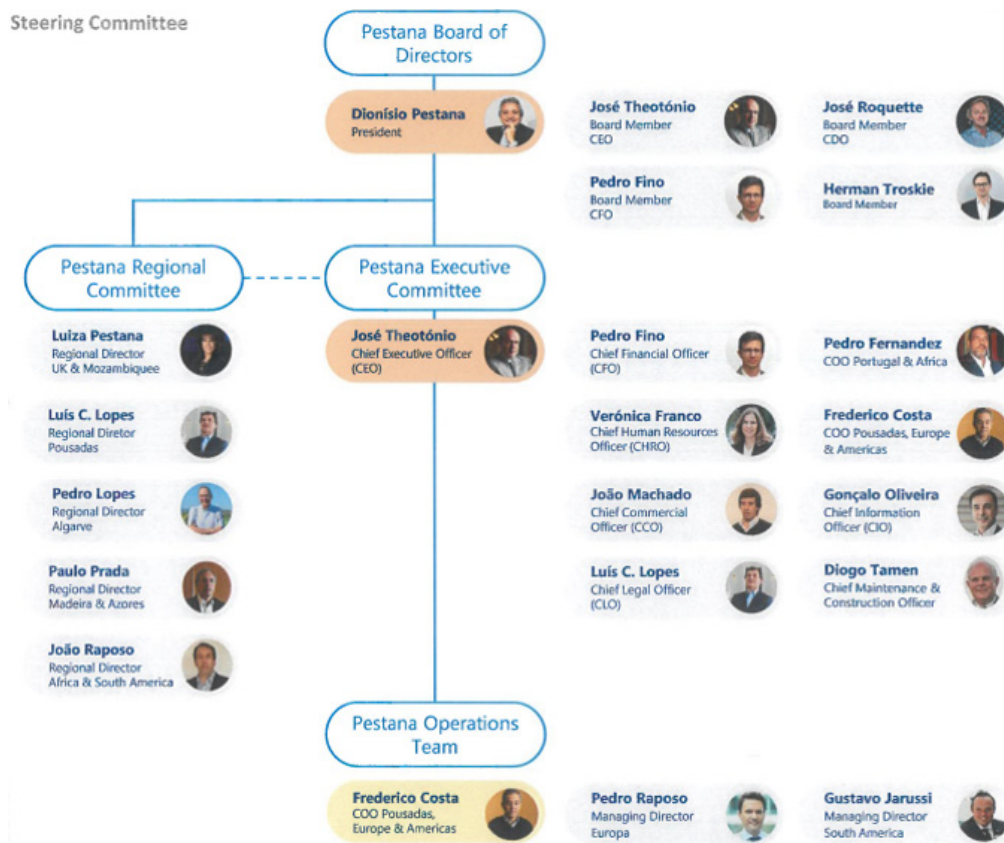 Steering Committee
Pestana Board of
Directors
Dionísio Pestana
President
José Theotónio
Board Member
CEO
José Roquette
Board Member
CDO
Pedro Fino
Board Member
CFO
Herman Troskie
Board Member
Pestana Regional
Committee
Pestana Executive
Committee
Luiza Pestana
Regional Director
UK & Mozambiquee
Luís C. Lopes
Regional Diretor
Pousadas
Pedro Lopes
Regional Director
Algarve
Paulo Prada
Regional Director
Madeira & Azores
João Raposo
Regional Director
Africa & South America
José Theotónio
Chief Executive Officer
(CEO)
Pedro Fino
Chief Financial Officer
(CFO)
Pedro Fernandez
COO Portugal & Africa
Verónica Franco
Chief Human Resources
Officer (CHRO)
Frederico Costa
COO Pousadas, Europe
& Americas
João Machado
Chief Commercial
Officer (CCO)
Gonçalo Oliveira
Chief Information
Officer (CIO)
Luís C. Lopes
Chief Legal Officer
(CLO)
Diogo Tamen
Chief Maintenance &
Construction Officer
Pestana Operations
Team
Frederico Costa
COO Pousadas,
Europe & Americas
Pedro Raposo
Managing Director
Europa
Gustavo Jarussi
Managing Director
South America